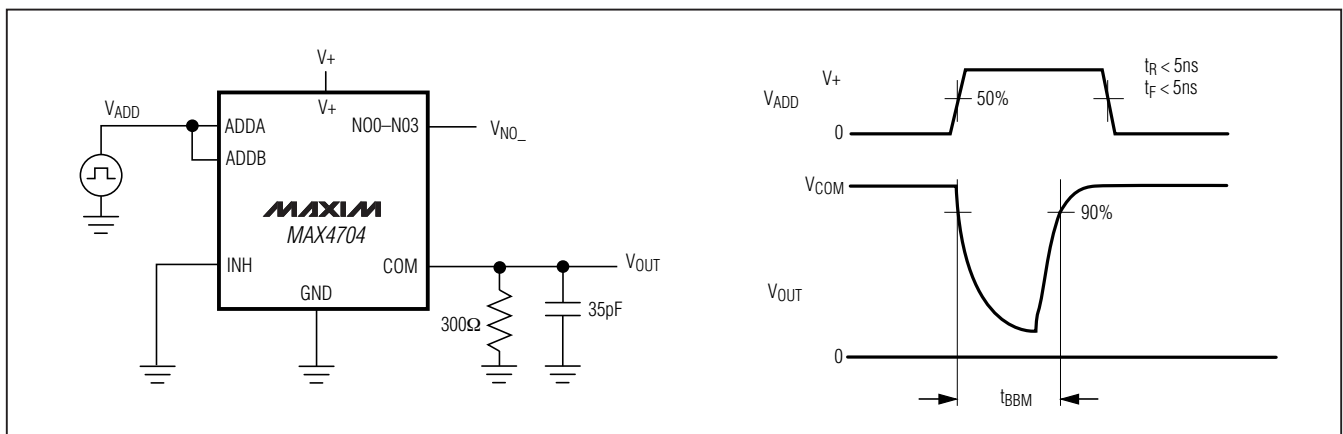 V+
V+
VADD
ADDA
NO0–NO3
VNO_
ADDB
MAXIM
MAX4704
INH
COM
VOUT
GND
300Ω
35pF
V+
VADD
0
50%
tR < 5ns
tF < 5ns
VCOM
90%
VOUT
0
tBBM